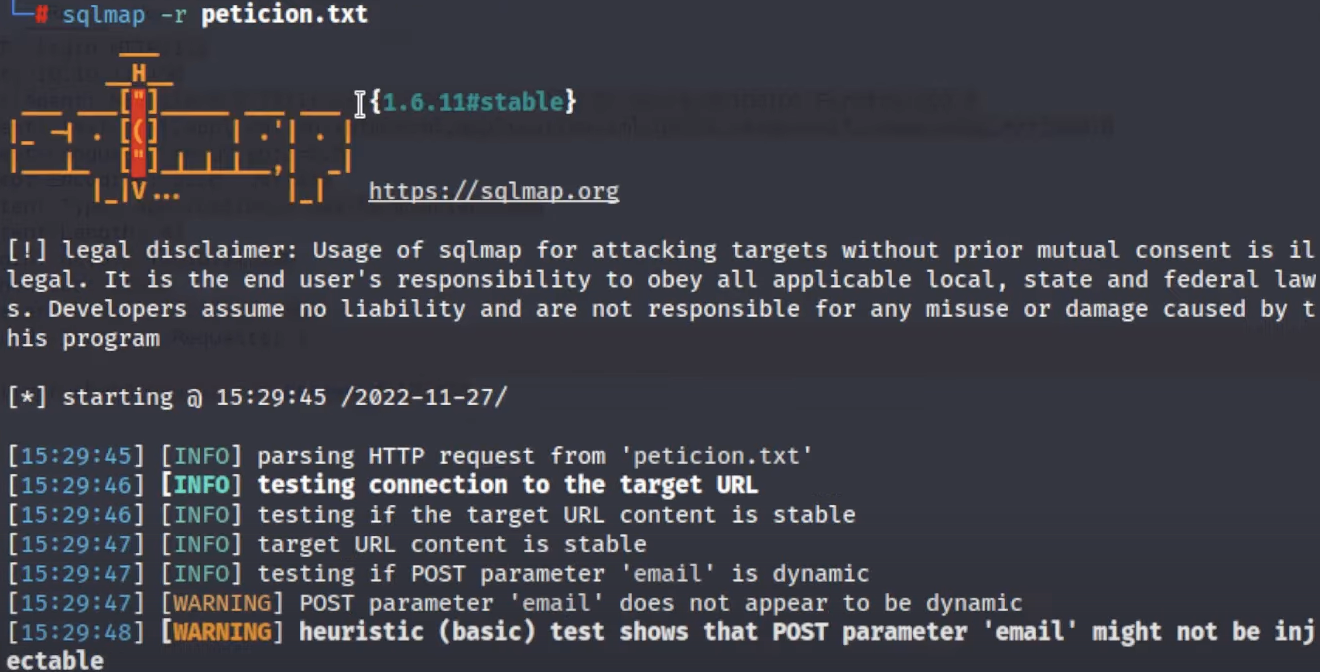 # sqlmap -r peticion.txt
{1.6.11#stable}
https://sqlmap.org
[!] legal disclaimer: Usage of sqlmap for attacking targets without prior mutual consent is il
legal. It is the end user's responsibility to obey all applicable local, state and federal law
s. Developers assume no liability and are not responsible for any misuse or damage caused by t
his program
[*] starting @ 15:29:45 /2022-11-27/
[15:29:45] [INFO] parsing HTTP request from 'peticion.txt'
[15:29:46] [INFO] testing connection to the target URL
[15:29:46] [INFO] testing if the target URL content is stable
[15:29:47] [INFO] target URL content is stable
[15:29:47] [INFO] testing if POST parameter 'email' is dynamic
[15:29:47] [WARNING] POST parameter 'email' does not appear to be dynamic
[15:29:48] [WARNING] heuristic (basic) test shows that POST parameter 'email' might not be inj
ectable